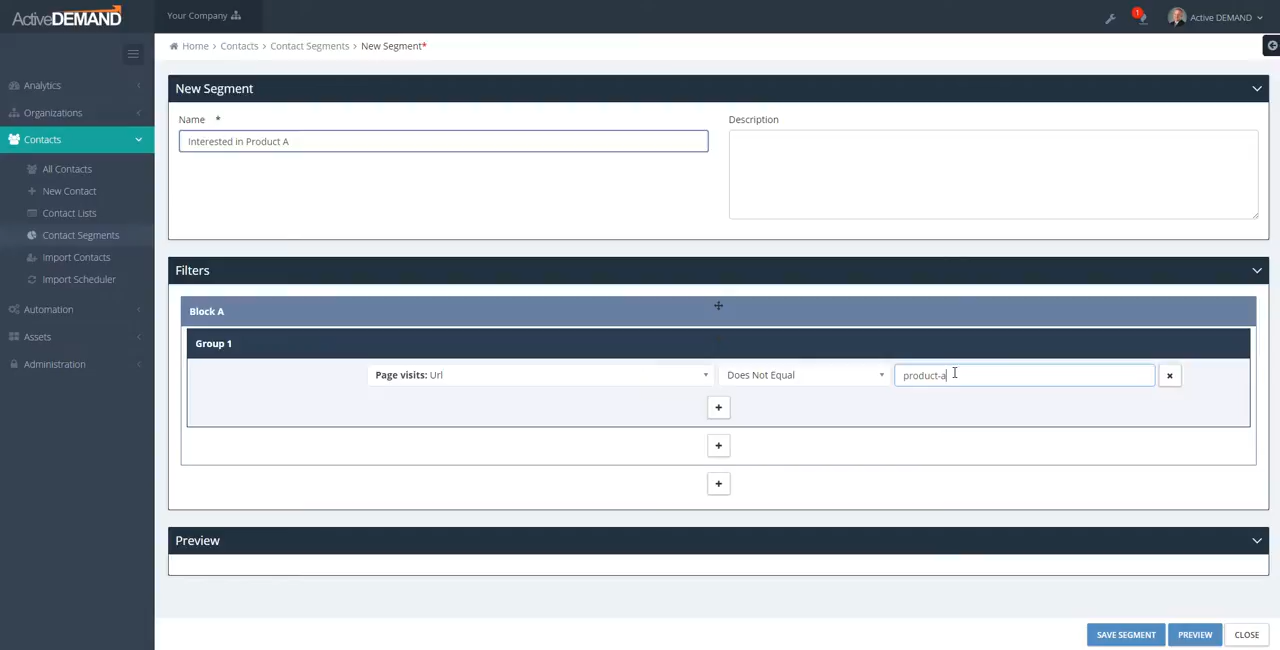 ActiveDEMAND
Your Company
1
Active DEMAND
Home > Contacts > Contact Segments > New Segment*
Analytics
Organizations
Contacts
All Contacts
New Contact
Contact Lists
Contact Segments
Import Contacts
Import Scheduler
Automation
Assets
Administration
New Segment
Name *
Description
Interested in Product A
Filters
Block A
Group 1
Page visits: Url
Does Not Equal
product-a
Preview
SAVE SEGMENT
PREVIEW
CLOSE